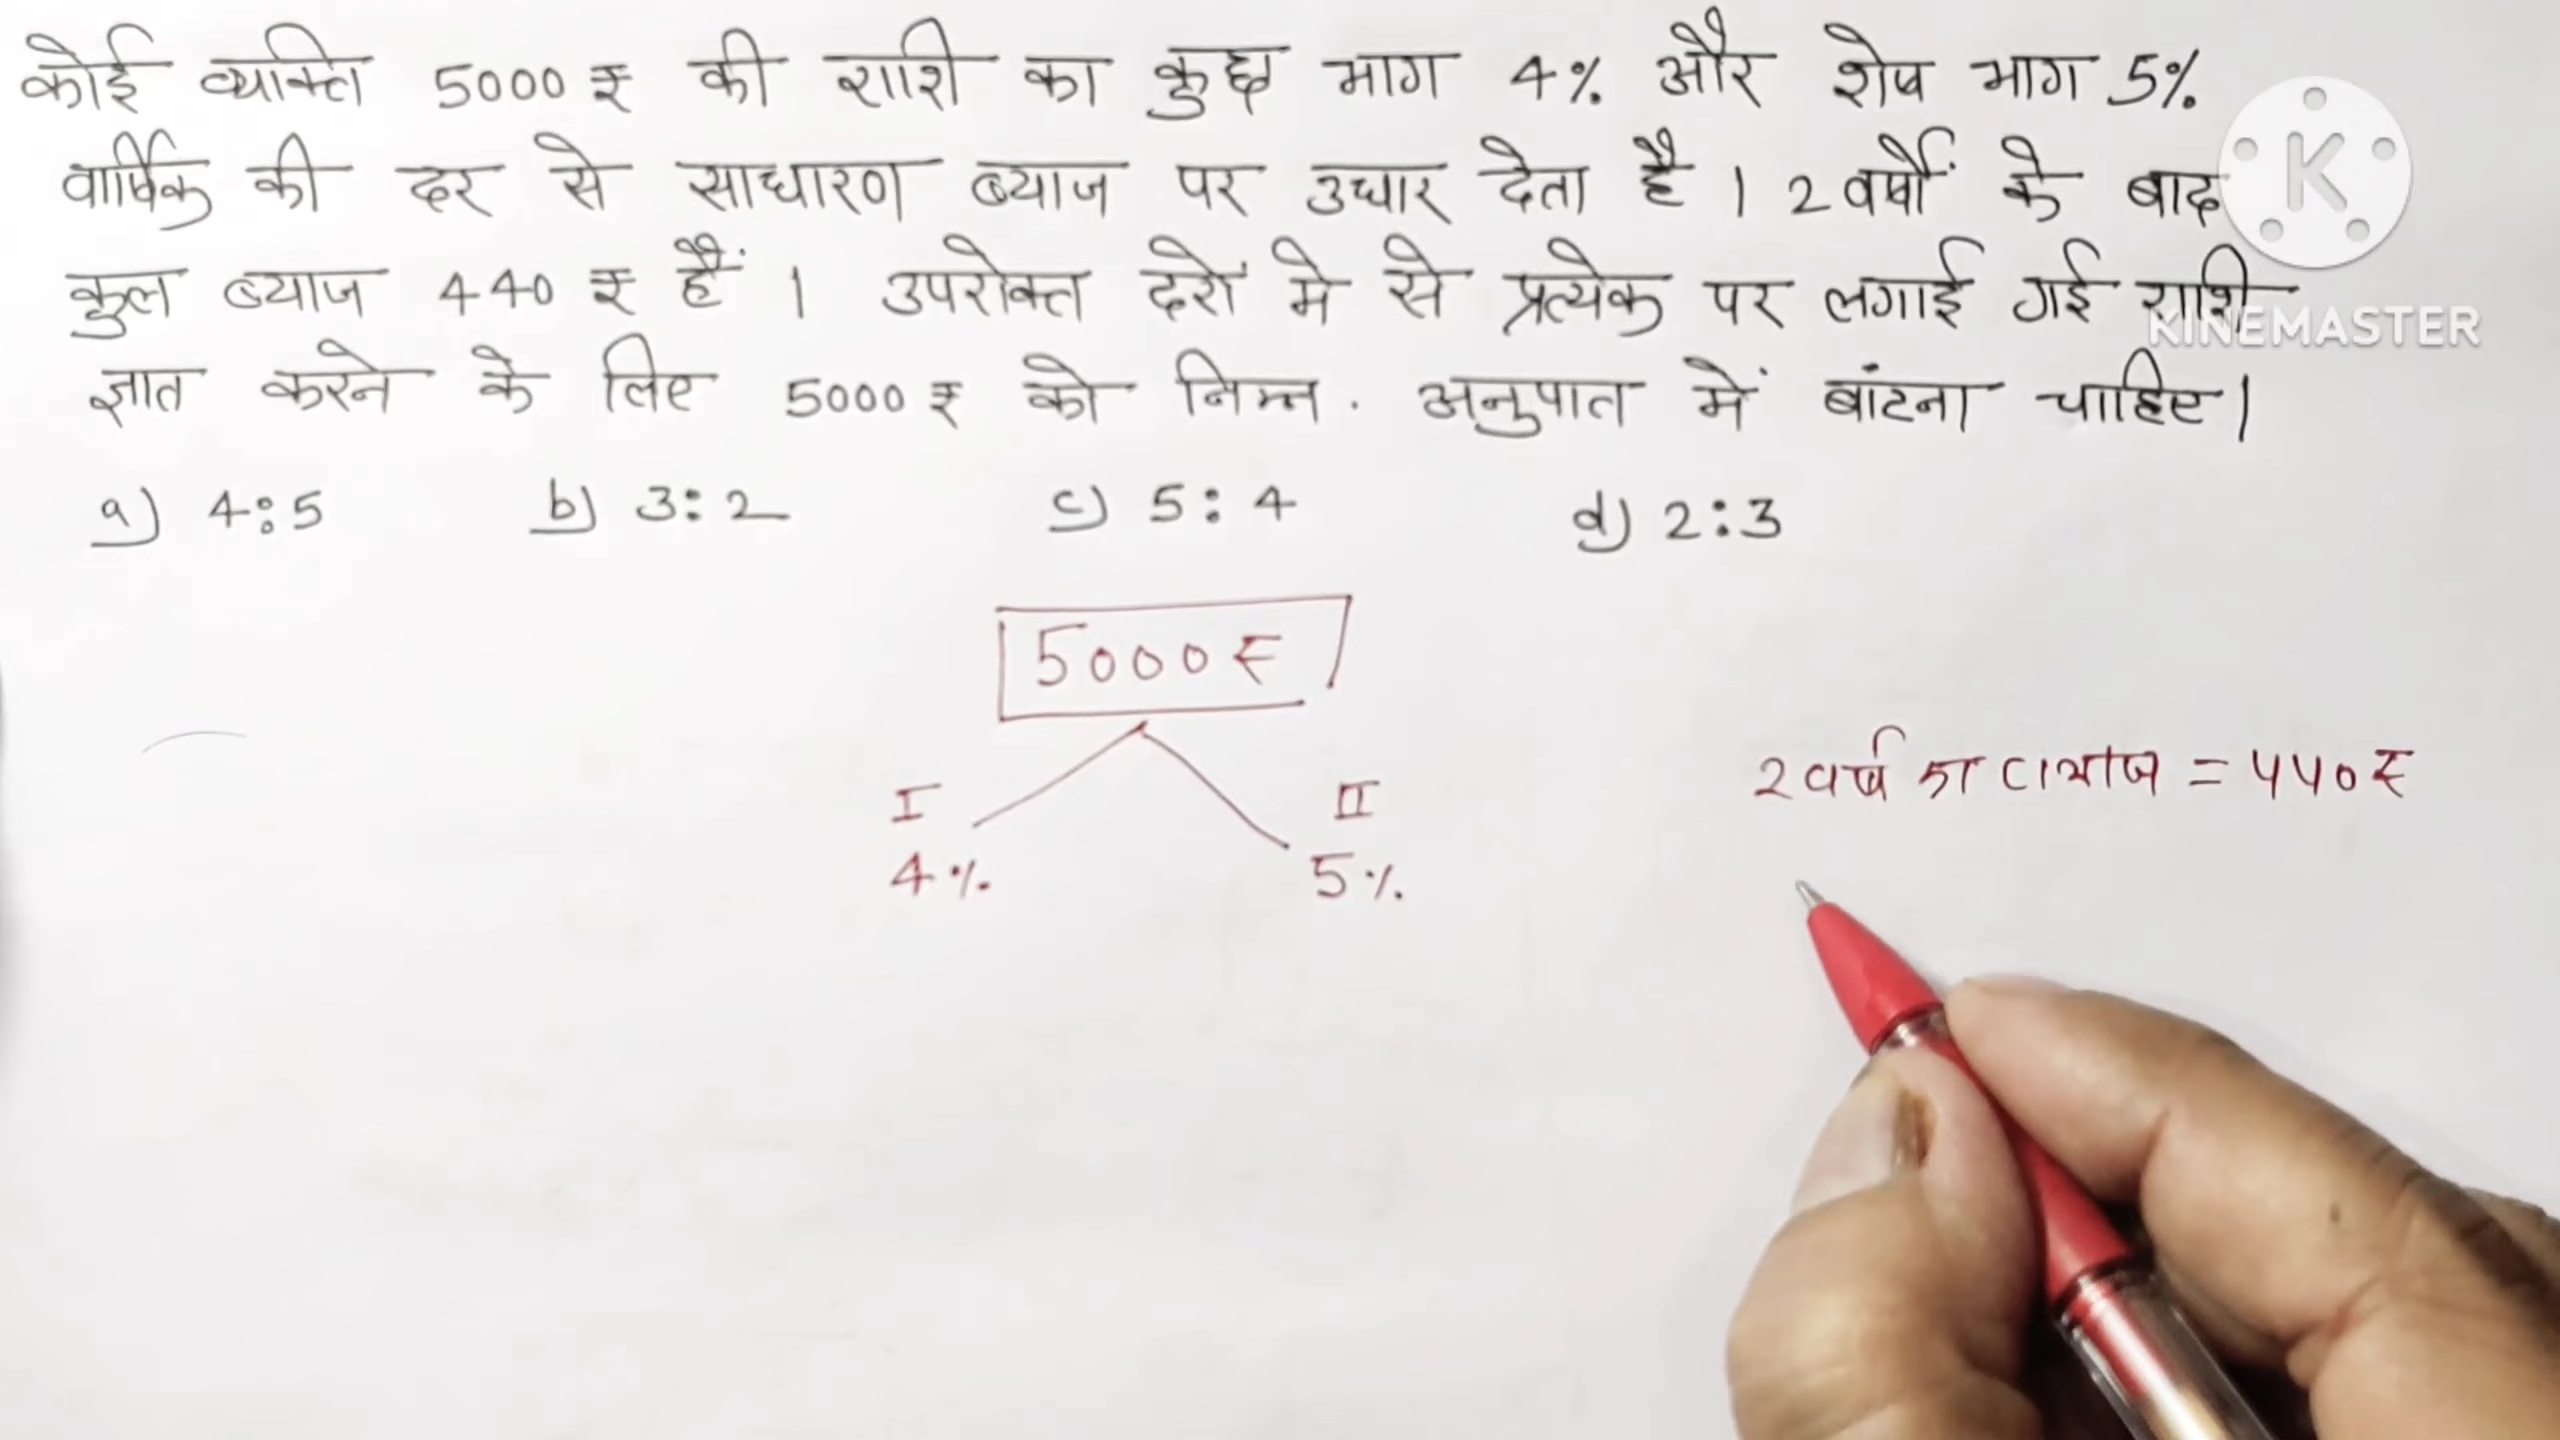 कोई व्यक्ति 5000 ₹ की राशि का कुछ भाग 4% और शेष भाग 5%
वार्षिक की दर से साधारण ब्याज पर उधार देता है । 2 वर्षों के बाद
कुल ब्याज 440 ₹ हैं । उपरोक्त दरों मे से प्रत्येक पर लगाई गई राशि
ज्ञात करने के लिए 5000 ₹ को निम्न . अनुपात में बांटना चाहिए।
a) 4:5 b) 3:2 c) 5:4 d) 2:3
5000 ₹
I II
4% 5%
2 वर्ष का ब्याज = 440 ₹
K
KINEMASTER